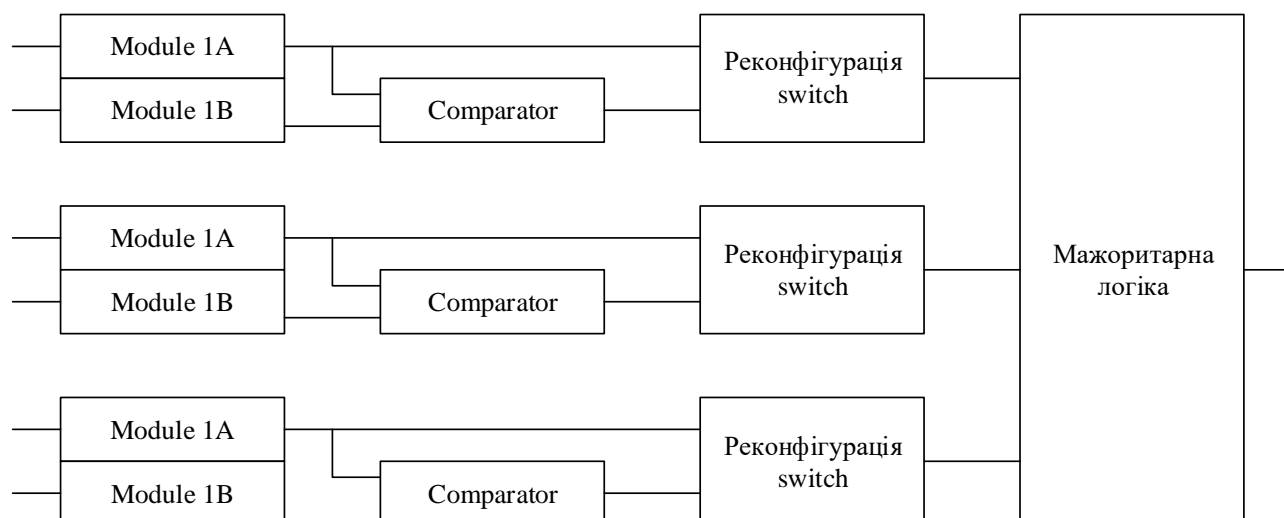 Module 1A
Module 1B
Comparator
Реконфігурація
switch
Module 1A
Module 1B
Comparator
Реконфігурація
switch
Мажоритарна
логіка
Module 1A
Module 1B
Comparator
Реконфігурація
switch